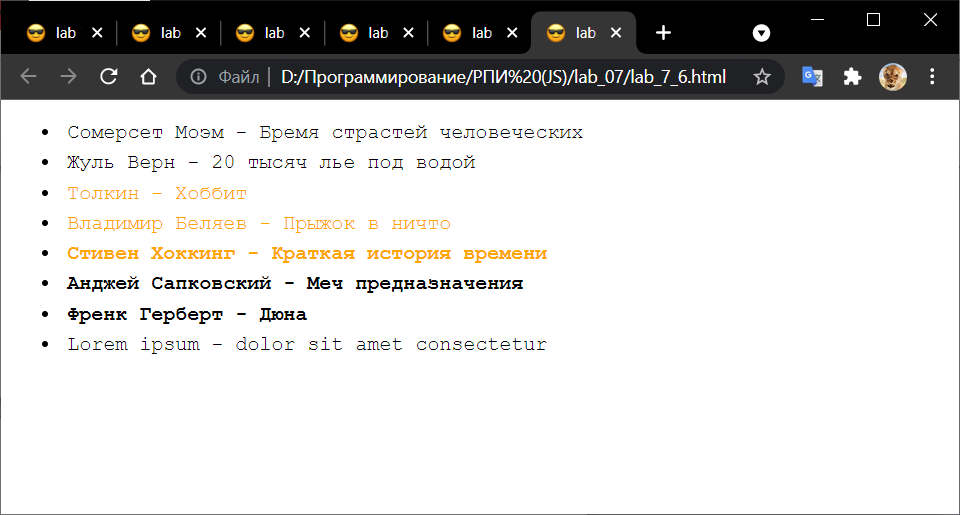 lab lab lab lab lab lab
Файл D:/Программирование/РПИ%20(JS)/lab_07/lab_7_6.html
Сомерсет Моэм - Бремя страстей человеческих
Жуль Верн - 20 тысяч лье под водой
Толкин - Хоббит
Владимир Беляев - Прыжок в ничто
Стивен Хоккинг - Краткая история времени
Анджей Сапковский - Меч предназначения
Френк Герберт - Дюна
Lorem ipsum - dolor sit amet consectetur